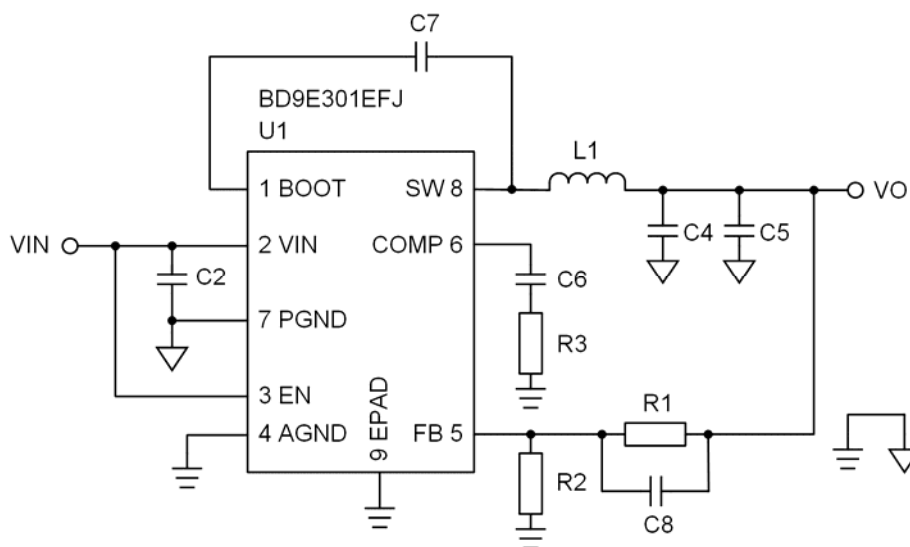 C7
BD9E301EFJ
U1
L1
1 BOOT
SW 8
VO
VIN
2 VIN
COMP 6
C4
C5
C2
C6
7 PGND
R3
3 EN
R1
4 AGND
9 EPAD
FB 5
R2
C8